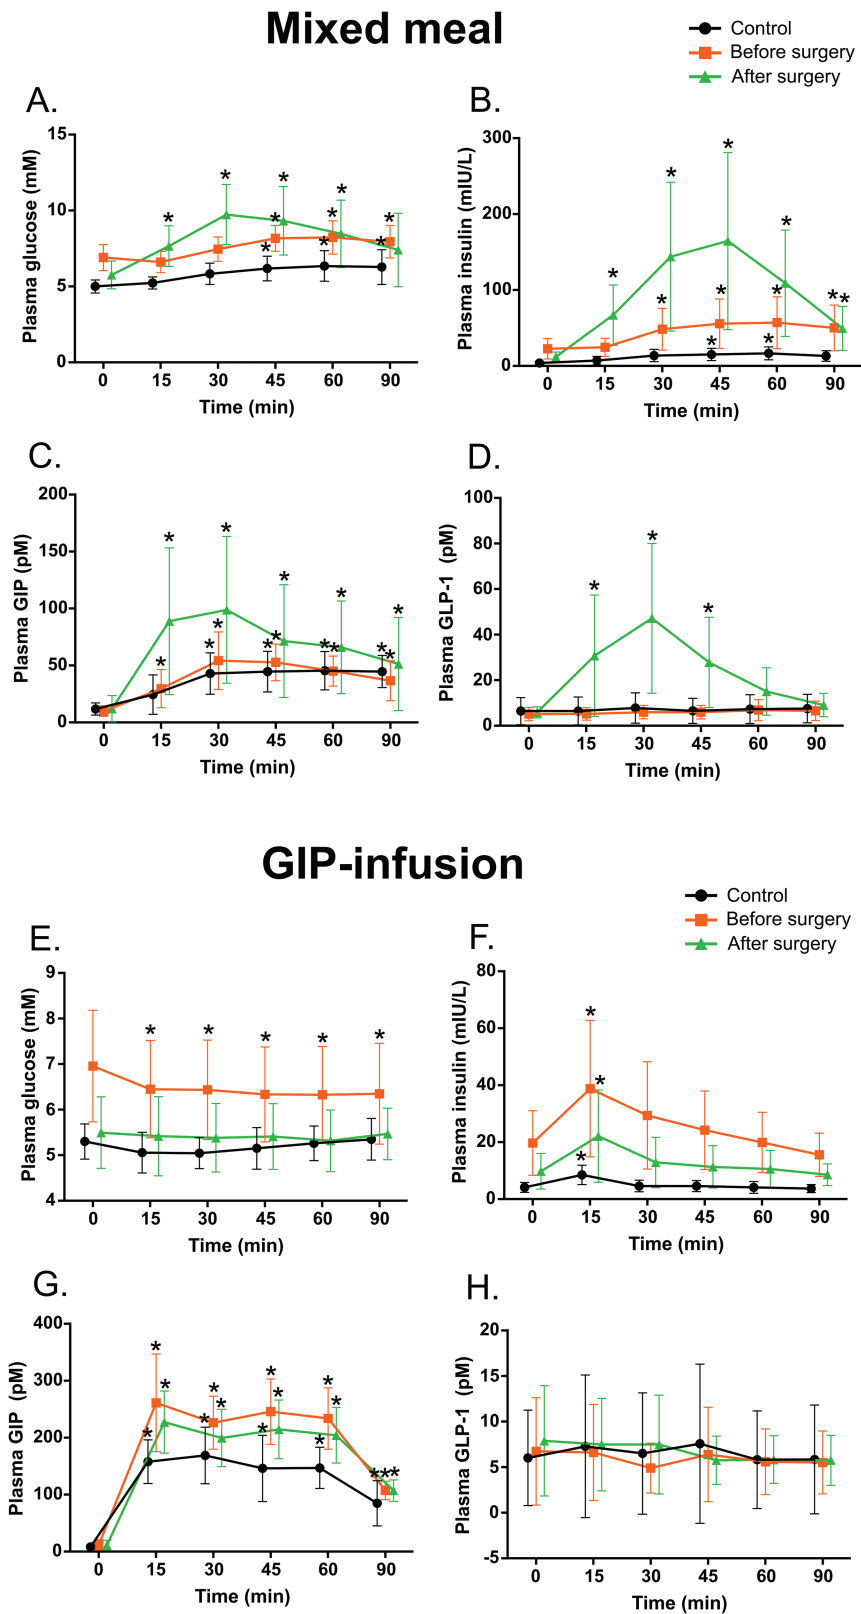 Mixed meal
Control
Before surgery
After surgery
A.
Plasma glucose (mM)
15
10
5
0
0 15 30 45 60 90
Time (min)
* * * * * * * * * *
B.
Plasma insulin (mIU/L)
300
200
100
0
0 15 30 45 60 90
Time (min)
* * * * * * * * * * *
C.
Plasma GIP (pM)
200
150
100
50
0
0 15 30 45 60 90
Time (min)
* * * * * * * * * * * * * *
D.
Plasma GLP-1 (pM)
100
80
60
40
20
0
0 15 30 45 60 90
Time (min)
* * *
GIP-infusion
Control
Before surgery
After surgery
E.
Plasma glucose (mM)
9
8
7
6
5
4
0 15 30 45 60 90
Time (min)
* * * * *
F.
Plasma insulin (mIU/L)
80
60
40
20
0
0 15 30 45 60 90
Time (min)
* * *
G.
Plasma GIP (pM)
400
300
200
100
0
0 15 30 45 60 90
Time (min)
* * * * * * * * * * * * * * *
H.
Plasma GLP-1 (pM)
20
15
10
5
0
-5
0 15 30 45 60 90
Time (min)